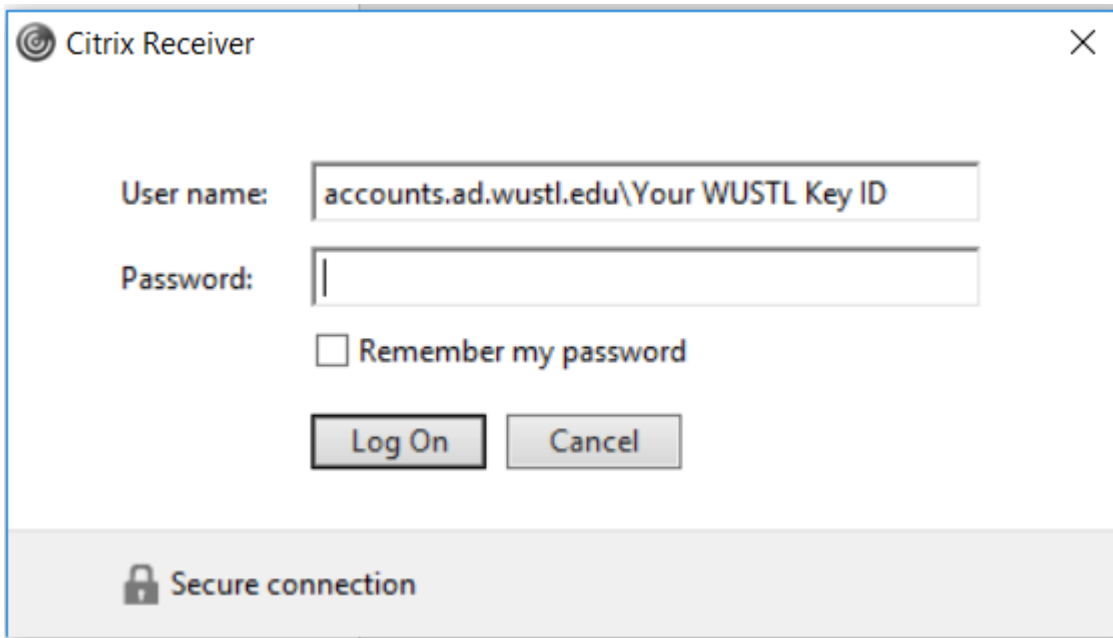 Citrix Receiver
User name: accounts.ad.wustl.edu\Your WUSTL Key ID
Password:
Remember my password
Log On Cancel
Secure connection